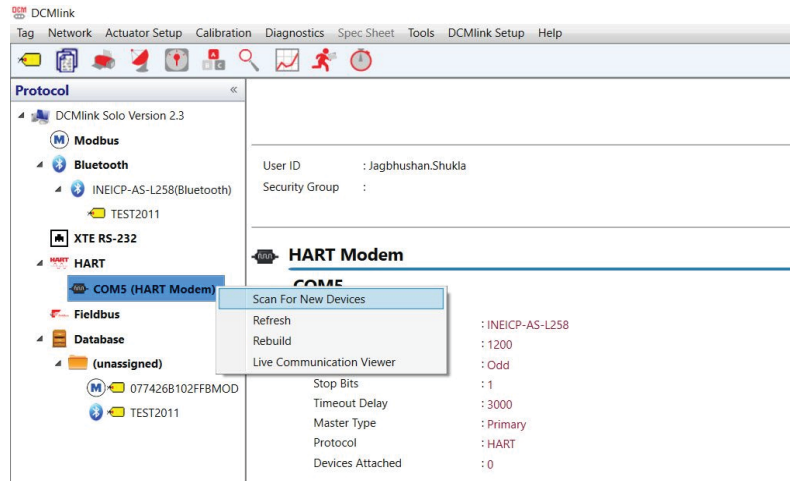 DCM DCMlink
Tag Network Actuator Setup Calibration Diagnostics Spec Sheet Tools DCMlink Setup Help
A B C
Protocol «
DCMlink Solo Version 2.3
M Modbus
Bluetooth
INEICP-AS-L258(Bluetooth)
TEST2011
XTE RS-232
HART HART
COM5 (HART Modem)
Fieldbus
Database
(unassigned)
M 077426B102FFBMOD
TEST2011
User ID : Jagbhushan.Shukla
Security Group :
HART Modem
COM5
Scan For New Devices
Refresh
Rebuild
Live Communication Viewer
: INEICP-AS-L258
: 1200
: Odd
Stop Bits : 1
Timeout Delay : 3000
Master Type : Primary
Protocol : HART
Devices Attached : 0